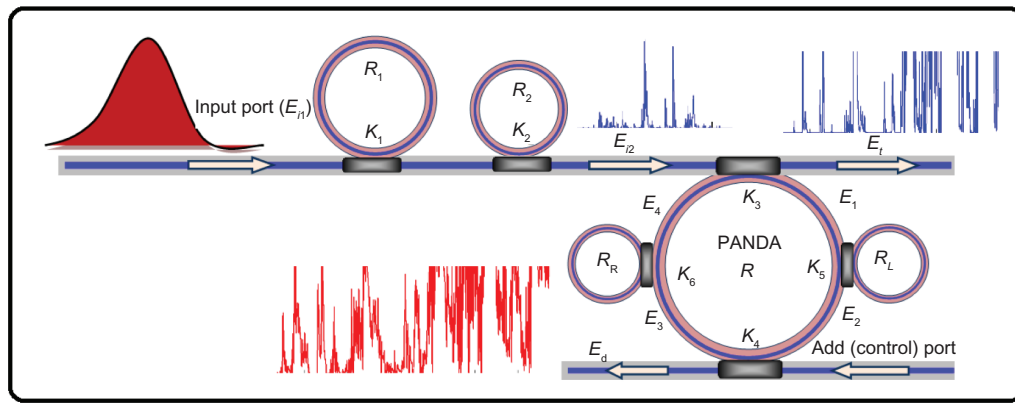 Input port (Ei1)
R1
K1
R2
K2
Ei2
Et
K3
E4
E1
PANDA
R
RR
K6
K5
RL
E3
E2
K4
Ed
Add (control) port